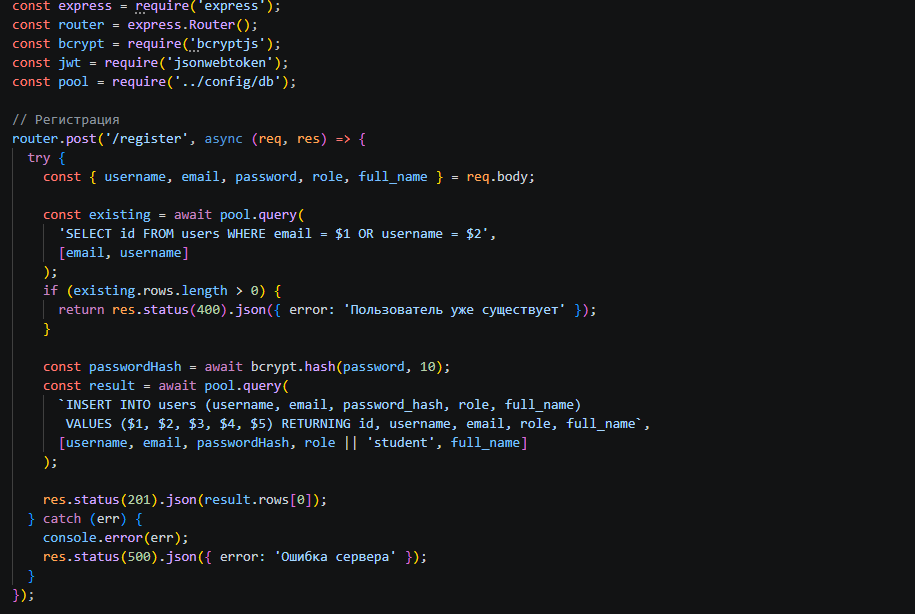 const express = require('express');
const router = express.Router();
const bcrypt = require('bcryptjs');
const jwt = require('jsonwebtoken');
const pool = require('../config/db');

// Регистрация
router.post('/register', async (req, res) => {
  try {
    const { username, email, password, role, full_name } = req.body;

    const existing = await pool.query(
      'SELECT id FROM users WHERE email = $1 OR username = $2',
      [email, username]
    );
    if (existing.rows.length > 0) {
      return res.status(400).json({ error: 'Пользователь уже существует' });
    }

    const passwordHash = await bcrypt.hash(password, 10);
    const result = await pool.query(
      `INSERT INTO users (username, email, password_hash, role, full_name)
       VALUES ($1, $2, $3, $4, $5) RETURNING id, username, email, role, full_name`,
      [username, email, passwordHash, role || 'student', full_name]
    );

    res.status(201).json(result.rows[0]);
  } catch (err) {
    console.error(err);
    res.status(500).json({ error: 'Ошибка сервера' });
  }
});